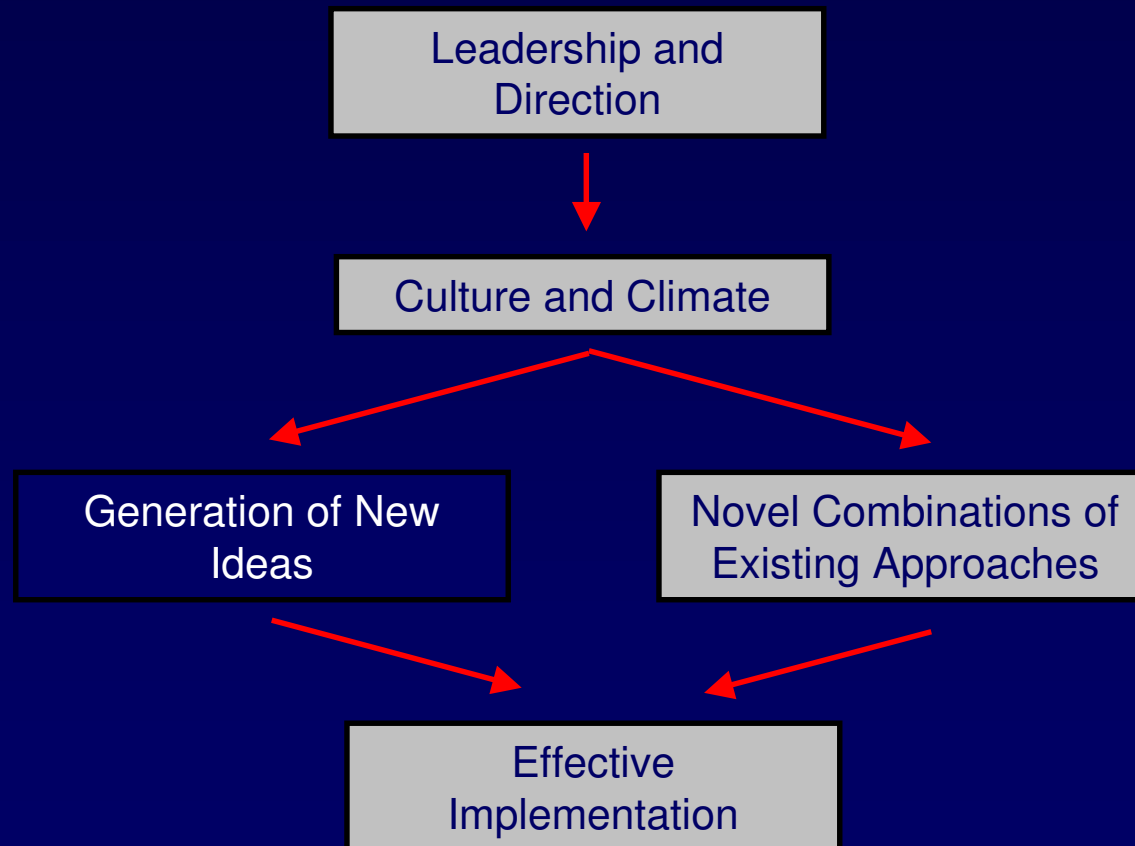 Leadership and
Direction
Culture and Climate
Generation of New
Ideas
Novel Combinations of
Existing Approaches
Effective
Implementation